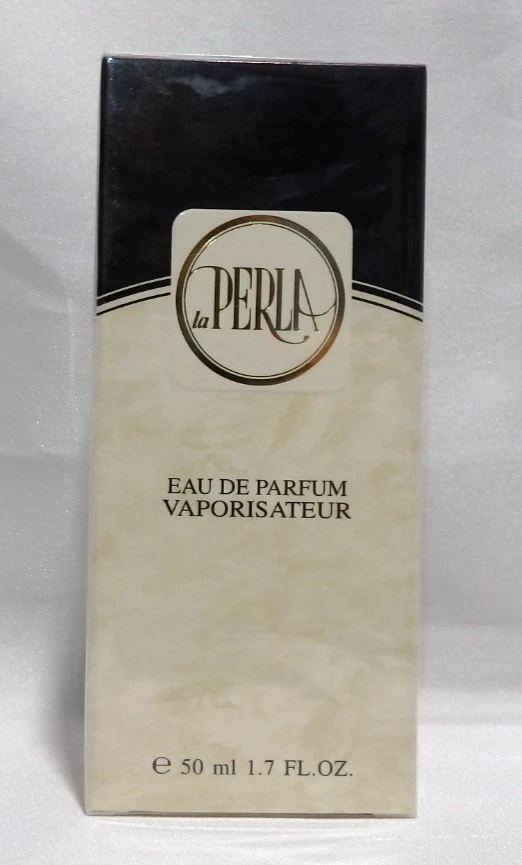 la PERLA
EAU DE PARFUM
VAPORISATEUR
℮ 50 ml 1.7 FL.OZ.